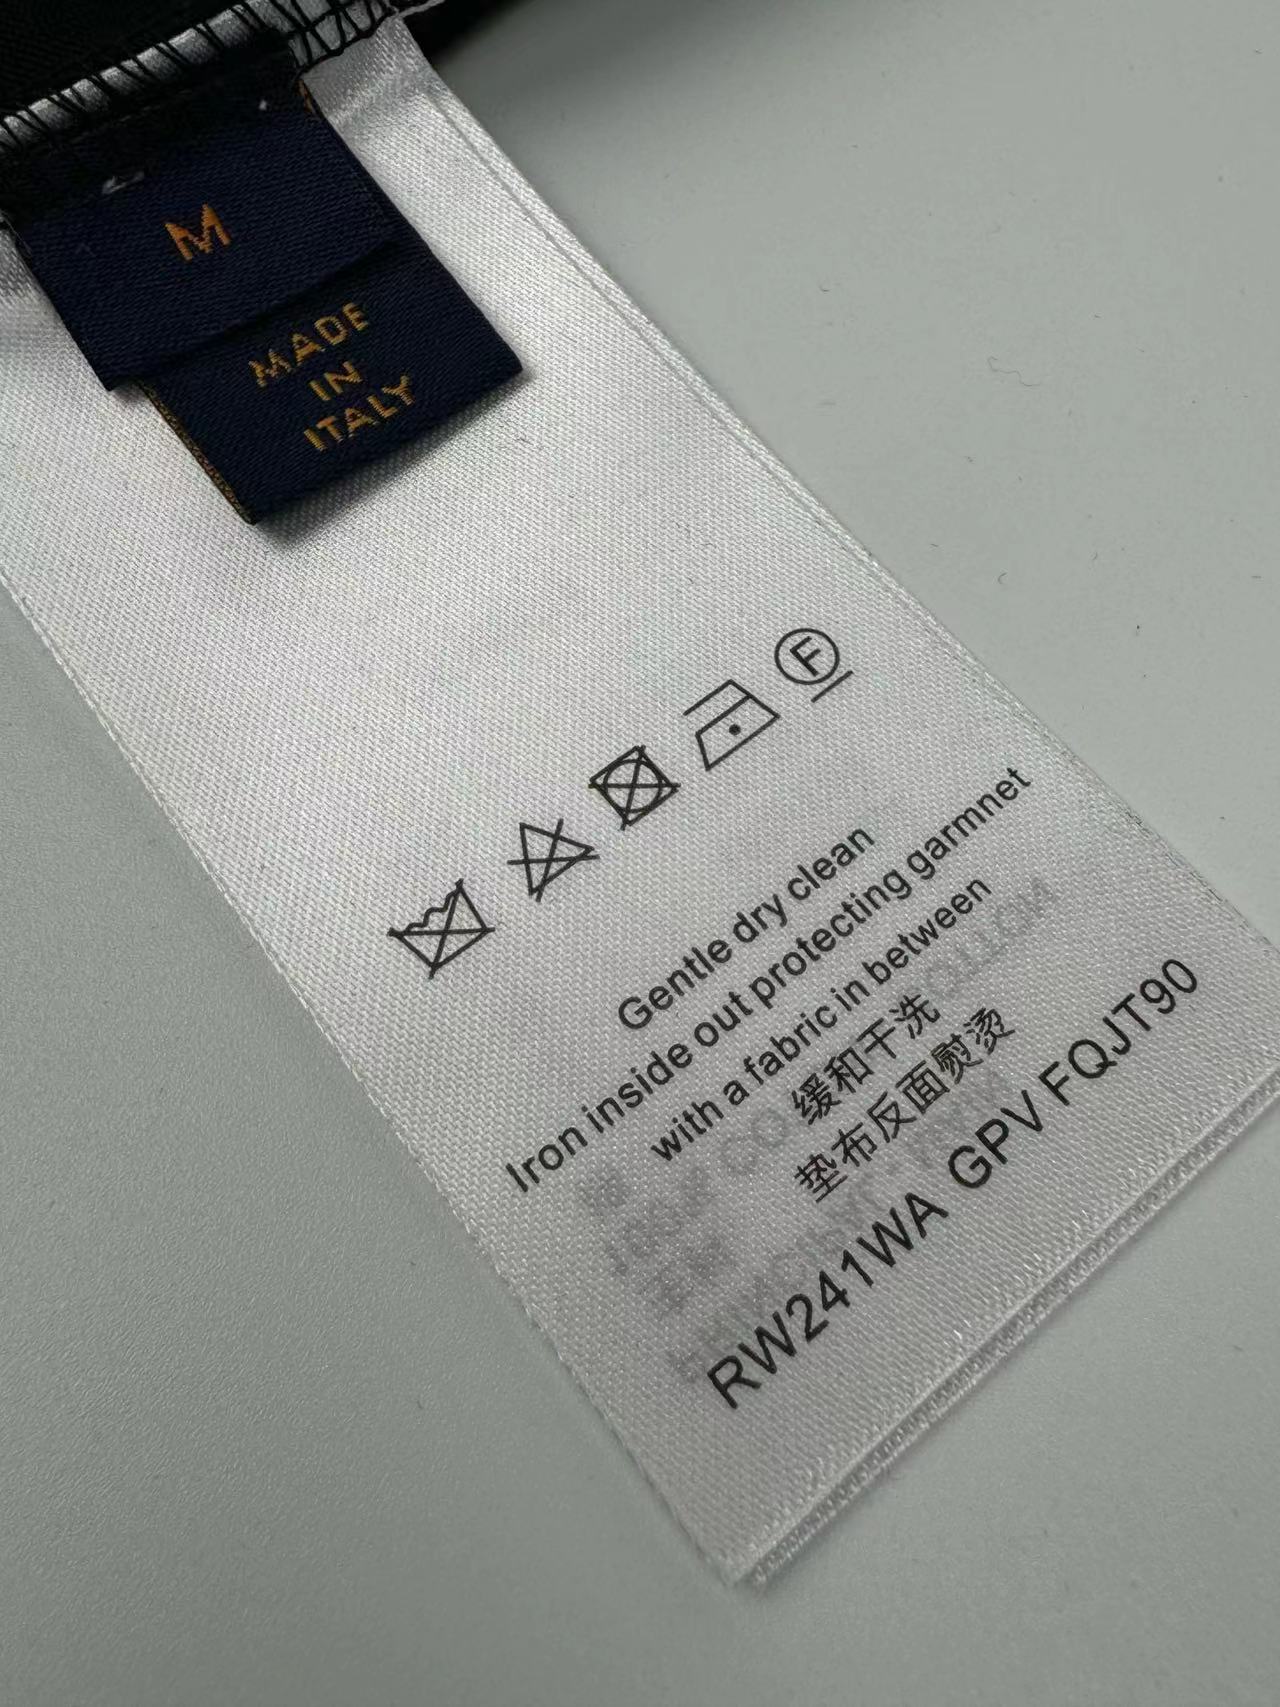 M
MADE
IN
ITALY
F
Gentle dry clean
Iron inside out protecting garmnet
with a fabric in between
缓和干洗
垫布反面熨烫
RW241WA GPV FQJT90